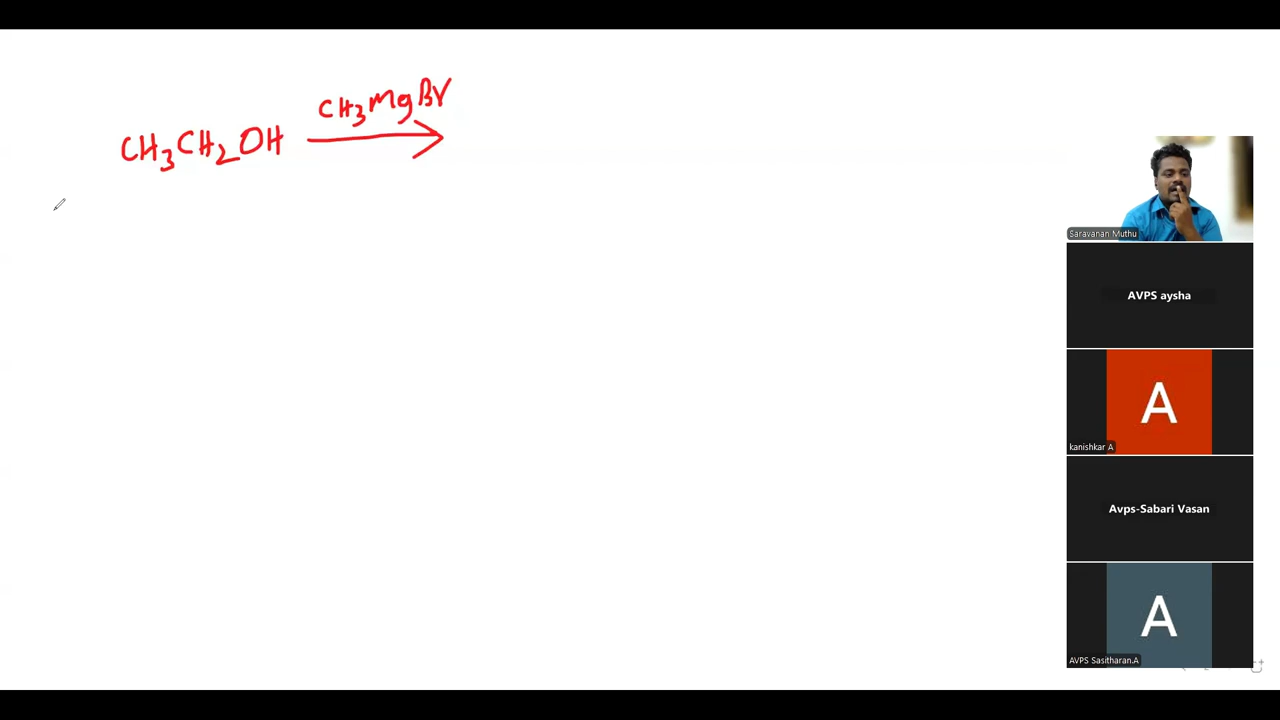 CH3MgBr
CH3CH2OH
Saravanan Muthu
AVPS aysha
A
kanishkar A
Avps-Sabari Vasan
A
AVPS Sasitharan.A